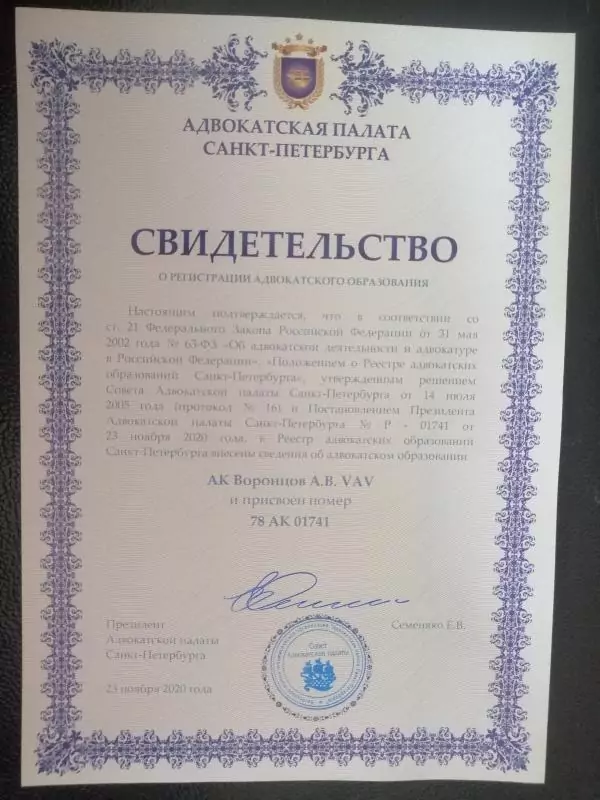 АДВОКАТСКАЯ ПАЛАТА
САНКТ-ПЕТЕРБУРГА
СВИДЕТЕЛЬСТВО
О РЕГИСТРАЦИИ АДВОКАТСКОГО ОБРАЗОВАНИЯ
Настоящим подтверждается, что в соответствии со
ст. 21 Федерального Закона Российской Федерации от 31 мая
2002 года № 63-ФЗ «Об адвокатской деятельности и адвокатуре
в Российской Федерации», «Положением о Реестре адвокатских
образований Санкт-Петербурга», утвержденным решением
Совета Адвокатской палаты Санкт-Петербурга от 14 июля
2005 года (протокол № 16) и Постановлением Президента
Адвокатской палаты Санкт-Петербурга № Р - 01741 от
23 ноября 2020 года, в Реестр адвокатских образований
Санкт-Петербурга внесены сведения об адвокатском образовании
АК Воронцов А.В. VAV
и присвоен номер
78 АК 01741
Президент
Адвокатской палаты
Санкт-Петербурга
Семеняко Е.В.
Совет
Адвокатской палаты
23 ноября 2020 года